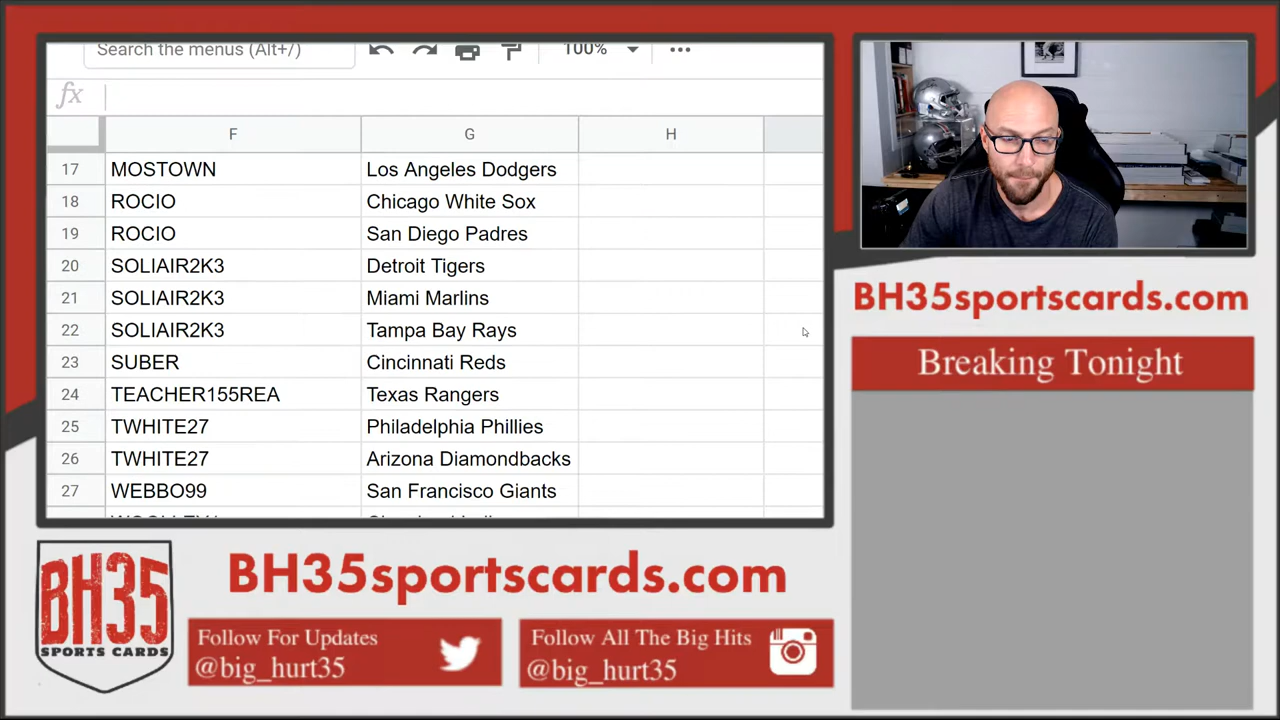 Search the menus (Alt+/)
100%
fx
F G H
17 MOSTOWN Los Angeles Dodgers
18 ROCIO Chicago White Sox
19 ROCIO San Diego Padres
20 SOLIAIR2K3 Detroit Tigers
21 SOLIAIR2K3 Miami Marlins
22 SOLIAIR2K3 Tampa Bay Rays
23 SUBER Cincinnati Reds
24 TEACHER155REA Texas Rangers
25 TWHITE27 Philadelphia Phillies
26 TWHITE27 Arizona Diamondbacks
27 WEBBO99 San Francisco Giants
BH35sportscards.com
Breaking Tonight
BH35
SPORTS CARDS
BH35sportscards.com
Follow For Updates
@big_hurt35
Follow All The Big Hits
@big_hurt35